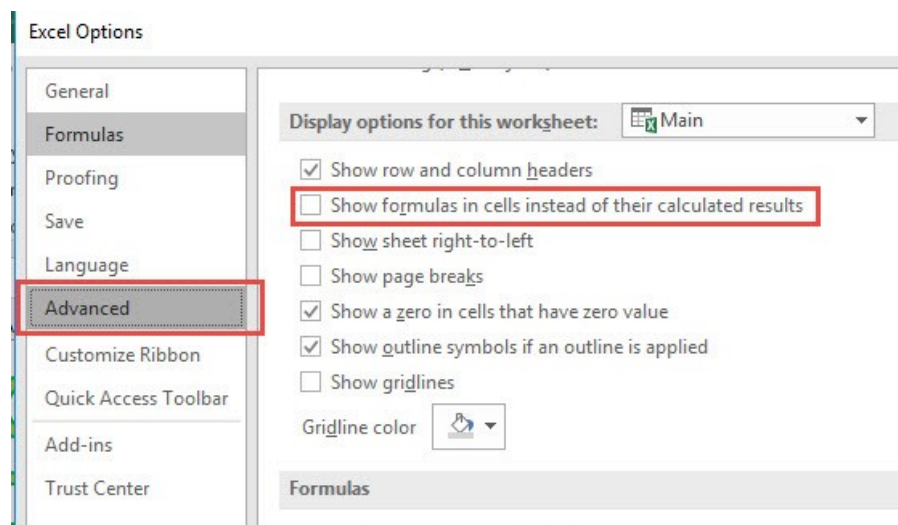 Excel Options
General
Formulas
Proofing
Save
Language
Advanced
Customize Ribbon
Quick Access Toolbar
Add-ins
Trust Center
Display options for this worksheet:
Main
Show row and column headers
Show formulas in cells instead of their calculated results
Show sheet right-to-left
Show page breaks
Show a zero in cells that have zero value
Show outline symbols if an outline is applied
Show gridlines
Gridline color
Formulas